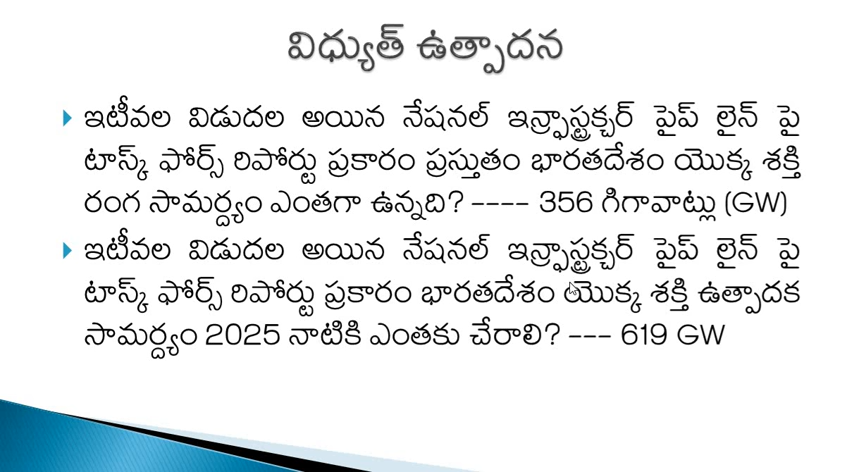 విధ్యుత్ ఉత్పాదన
ఇటీవల విడుదల అయిన నేషనల్ ఇన్ఫ్రాస్ట్రక్చర్ పైప్ లైన్ పై
టాస్క్ ఫోర్స్ రిపోర్టు ప్రకారం ప్రస్తుతం భారతదేశం యొక్క శక్తి
రంగ సామర్ద్యం ఎంతగా ఉన్నది? ---- 356 గిగావాట్లు (GW)
ఇటీవల విడుదల అయిన నేషనల్ ఇన్ఫ్రాస్ట్రక్చర్ పైప్ లైన్ పై
టాస్క్ ఫోర్స్ రిపోర్టు ప్రకారం భారతదేశం యొక్క శక్తి ఉత్పాదక
సామర్ద్యం 2025 నాటికి ఎంతకు చేరాలి? --- 619 GW